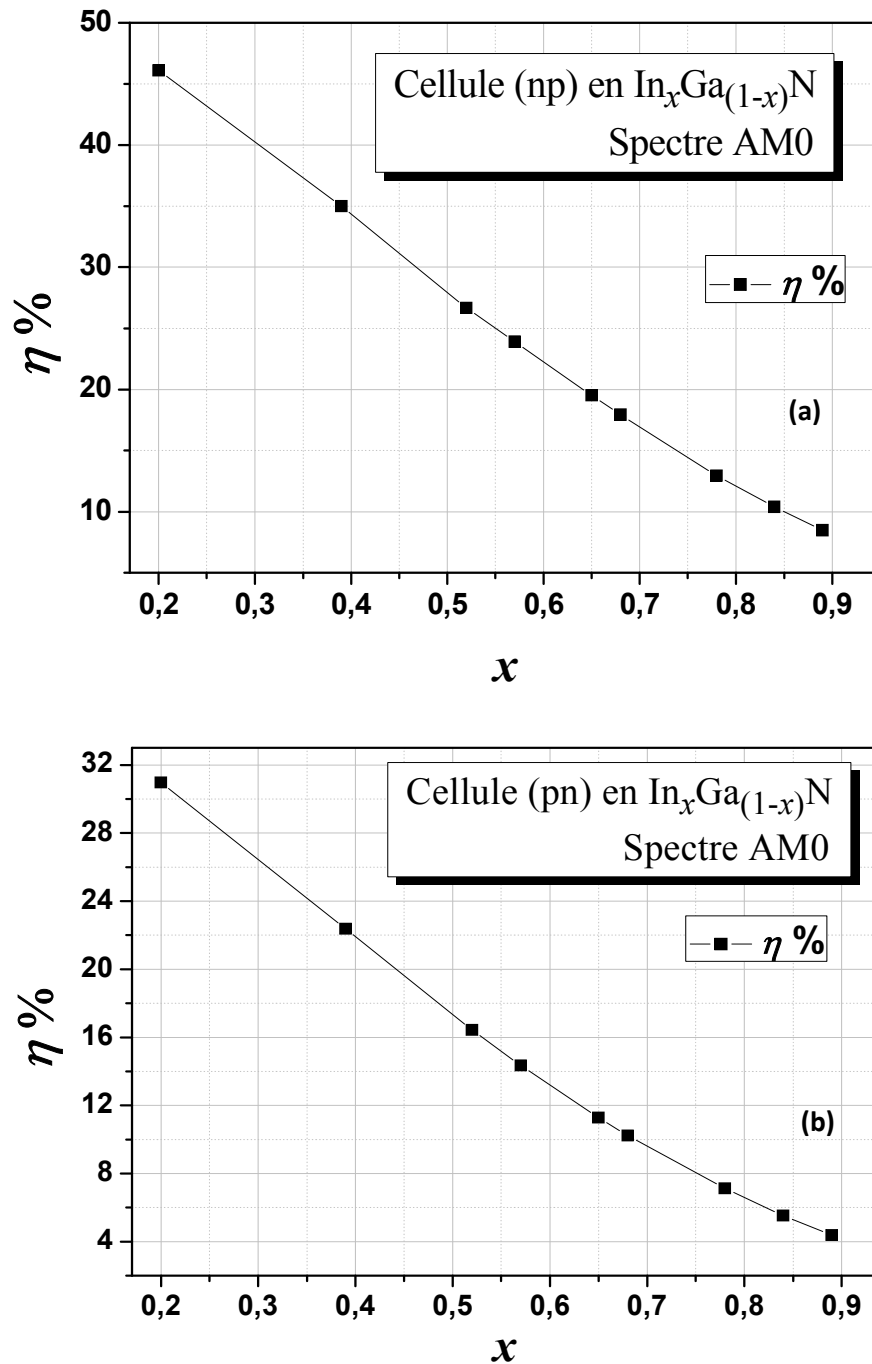 50
40
30
20
10
η %
Cellule (np) en InₓGa₍₁₋ₓ₎N
Spectre AM0
η %
(a)
0,2 0,3 0,4 0,5 0,6 0,7 0,8 0,9
x
32
28
24
20
16
12
8
4
η %
Cellule (pn) en InₓGa₍₁₋ₓ₎N
Spectre AM0
η %
(b)
0,2 0,3 0,4 0,5 0,6 0,7 0,8 0,9
x